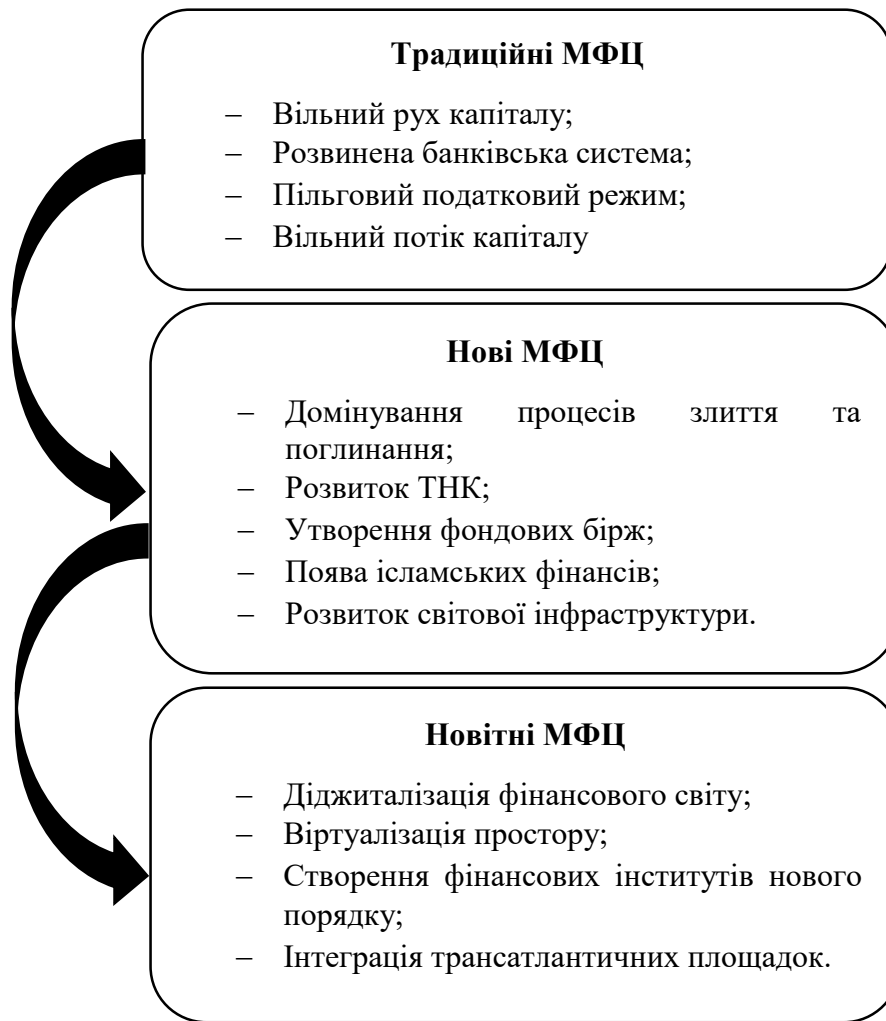 Традиційні МФЦ
– Вільний рух капіталу;
– Розвинена банківська система;
– Пільговий податковий режим;
– Вільний потік капіталу
Нові МФЦ
– Домінування процесів злиття та
поглинання;
– Розвиток ТНК;
– Утворення фондових бірж;
– Поява ісламських фінансів;
– Розвиток світової інфраструктури.
Новітні МФЦ
– Діджиталізація фінансового світу;
– Віртуалізація простору;
– Створення фінансових інститутів нового
порядку;
– Інтеграція трансатлантичних площадок.